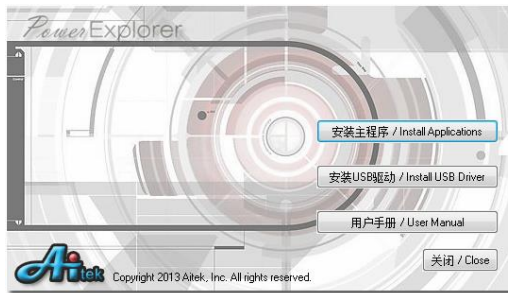 PowerExplorer
安装主程序 / Install Applications
安装USB驱动 / Install USB Driver
用户手册 / User Manual
关闭 / Close
Aitek
Copyright 2013 Aitek, Inc. All rights reserved.